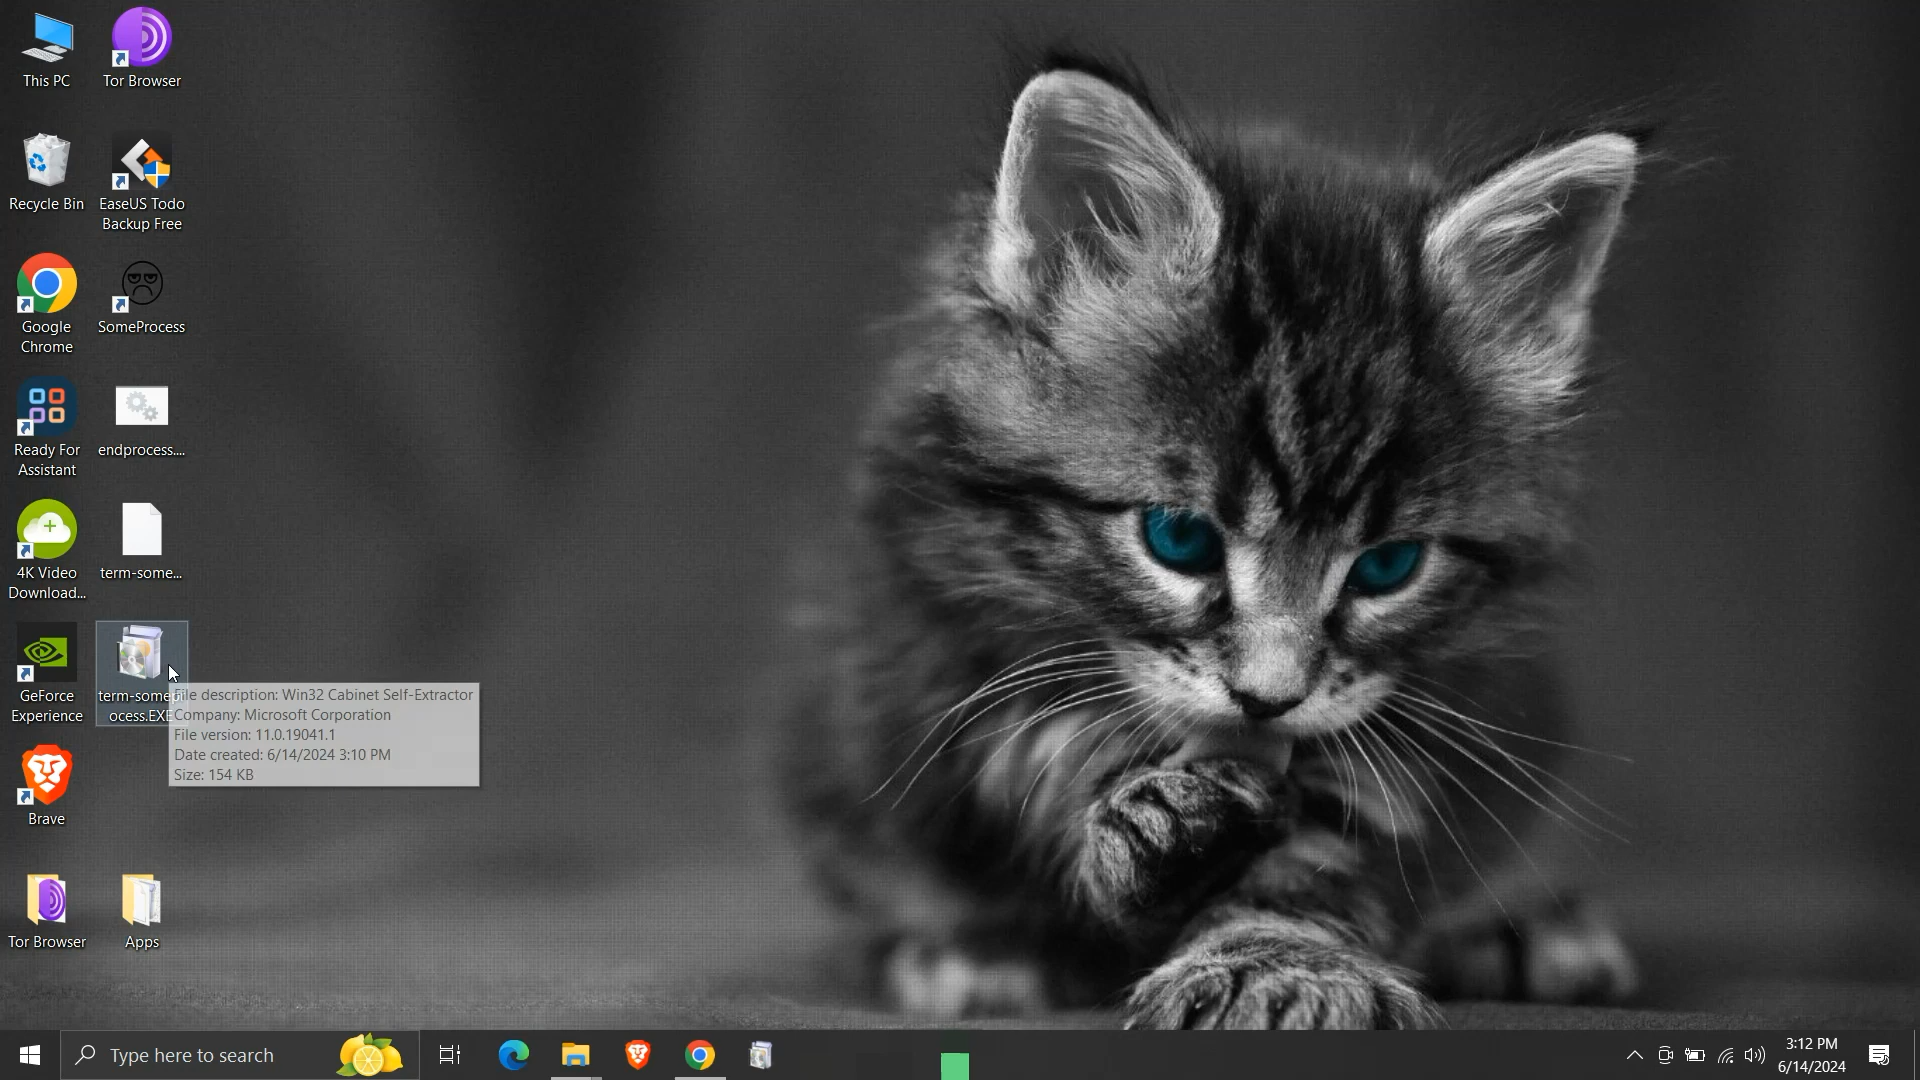 This PC
Tor Browser
Recycle Bin
EaseUS Todo
Backup Free
Google
Chrome
SomeProcess
Ready For
Assistant
endprocess....
4K Video
Download...
term-some...
GeForce
Experience
term-somep
ocess.EXE
File description: Win32 Cabinet Self-Extractor
Company: Microsoft Corporation
File version: 11.0.19041.1
Date created: 6/14/2024 3:10 PM
Size: 154 KB
Brave
Tor Browser
Apps
Type here to search
3:12 PM
6/14/2024